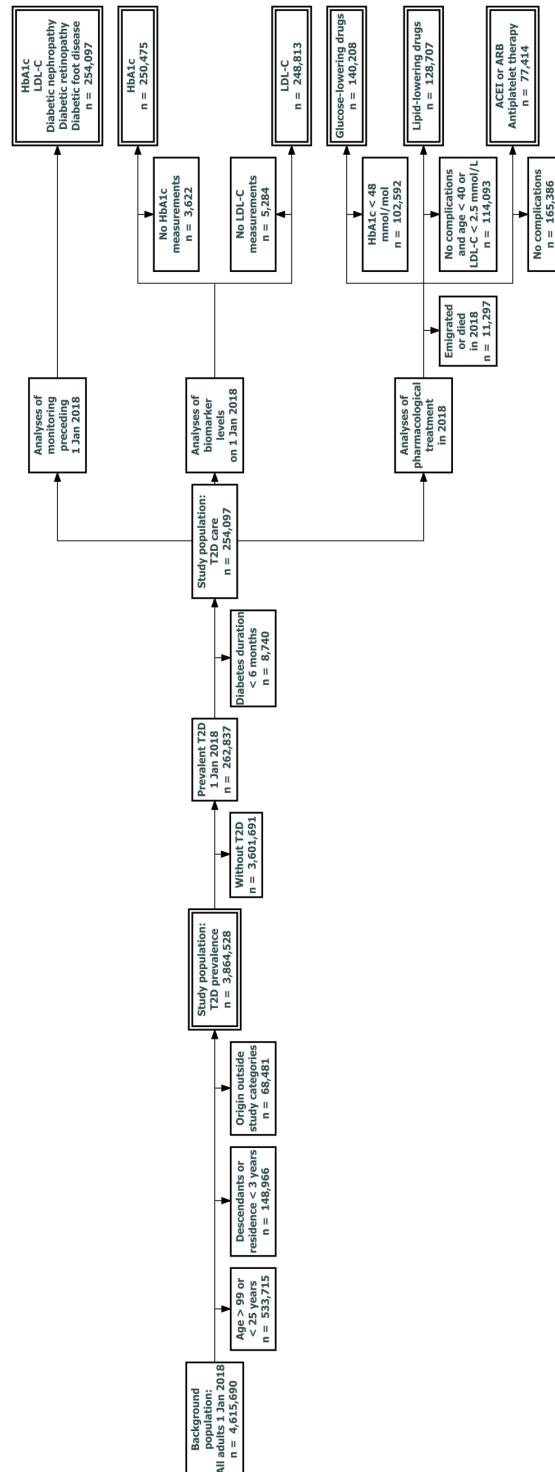 Background
population:
All adults 1 Jan 2018
n = 4,615,690
Age > 99 or
< 25 years
n = 533,715
Descendants or
residence < 3 years
n = 148,966
Origin outside
study categories
n = 68,481
Study population:
T2D prevalence
n = 3,864,528
Without T2D
n = 3,601,691
Prevalent T2D
1 Jan 2018
n = 262,837
Diabetes duration
< 6 months
n = 8,740
Study population:
T2D care
n = 254,097
Analyses of
monitoring
preceding
1 Jan 2018
HbA1c
LDL-C
Diabetic nephropathy
Diabetic retinopathy
Diabetic foot disease
n = 254,097
Analyses of
biomarker
levels
on 1 Jan 2018
No HbA1c
measurements
n = 3,622
HbA1c
n = 250,475
No LDL-C
measurements
n = 5,284
LDL-C
n = 248,813
Analyses of
pharmacological
treatment
in 2018
Emigrated
or died
in 2018
n = 11,297
HbA1c < 48
mmol/mol
n = 102,592
Glucose-lowering drugs
n = 140,208
No complications
and age < 40 or
LDL-C < 2.5 mmol/L
n = 114,093
Lipid-lowering drugs
n = 128,707
No complications
n = 165,386
ACEI or ARB
Antiplatelet therapy
n = 77,414